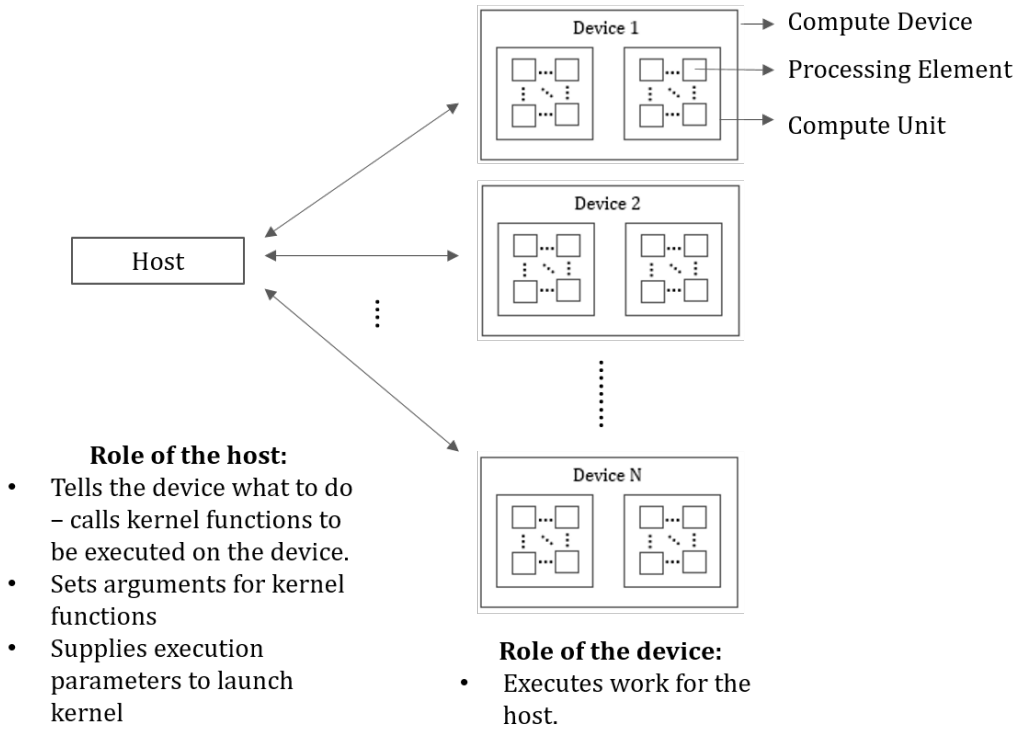 Device 1
Compute Device
Processing Element
Compute Unit
Device 2
Host
Device N
Role of the host:
• Tells the device what to do
– calls kernel functions to
be executed on the device.
• Sets arguments for kernel
functions
• Supplies execution
parameters to launch
kernel
Role of the device:
• Executes work for the
host.